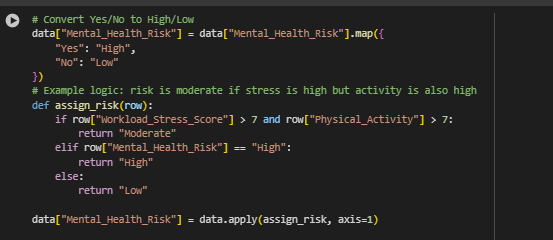 # Convert Yes/No to High/Low
data["Mental_Health_Risk"] = data["Mental_Health_Risk"].map({
    "Yes": "High",
    "No": "Low"
})
# Example logic: risk is moderate if stress is high but activity is also high
def assign_risk(row):
    if row["Workload_Stress_Score"] > 7 and row["Physical_Activity"] > 7:
        return "Moderate"
    elif row["Mental_Health_Risk"] == "High":
        return "High"
    else:
        return "Low"

data["Mental_Health_Risk"] = data.apply(assign_risk, axis=1)